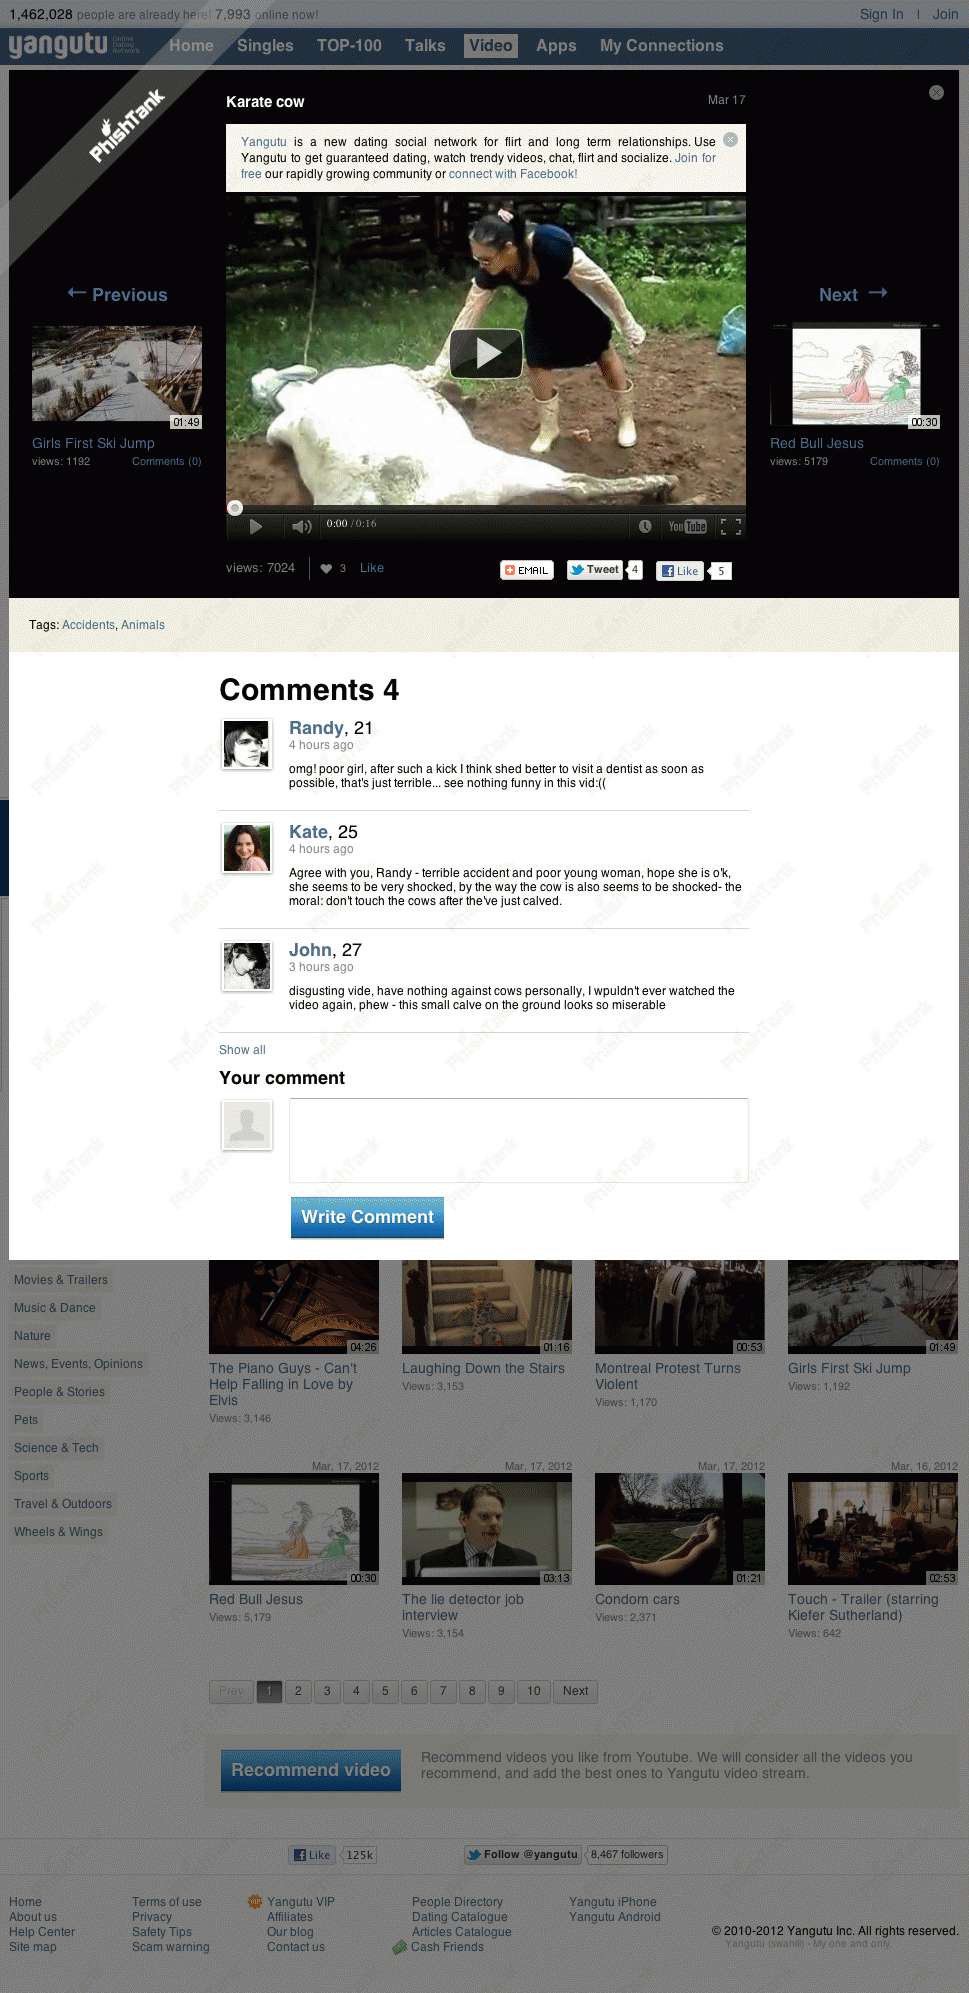 1,462,028 people are already here! 7,993 online now!
Sign In | Join
yangutu Online Dating Network
Home Singles TOP-100 Talks Video Apps My Connections
PhishTank
Karate cow
Mar 17
Yangutu is a new dating social network for flirt and long term relationships. Use
Yangutu to get guaranteed dating, watch trendy videos, chat, flirt and socialize. Join for
free our rapidly growing community or connect with Facebook!
← Previous
01:49
Girls First Ski Jump
views: 1192 Comments (0)
Next →
00:30
Red Bull Jesus
views: 5179 Comments (0)
0:00 / 0:16
YouTube
views: 7024 3 Like
EMAIL Tweet 4 Like 5
Tags: Accidents, Animals
Comments 4
Randy, 21
4 hours ago
omg! poor girl, after such a kick I think shed better to visit a dentist as soon as
possible, that's just terrible... see nothing funny in this vid:((
Kate, 25
4 hours ago
Agree with you, Randy - terrible accident and poor young woman, hope she is o'k,
she seems to be very shocked, by the way the cow is also seems to be shocked- the
moral: don't touch the cows after the've just calved.
John, 27
3 hours ago
disgusting vide, have nothing against cows personally, I wpuldn't ever watched the
video again, phew - this small calve on the ground looks so miserable
Show all
Your comment
Write Comment
Movies & Trailers
Music & Dance
Nature
News, Events, Opinions
People & Stories
Pets
Science & Tech
Sports
Travel & Outdoors
Wheels & Wings
04:26
The Piano Guys - Can't
Help Falling in Love by
Elvis
Views: 3,146
01:16
Laughing Down the Stairs
Views: 3,153
00:53
Montreal Protest Turns
Violent
Views: 1,170
01:49
Girls First Ski Jump
Views: 1,192
Mar, 17, 2012
00:30
Red Bull Jesus
Views: 5,179
Mar, 17, 2012
03:13
The lie detector job
interview
Views: 3,154
Mar, 17, 2012
01:21
Condom cars
Views: 2,371
Mar, 16, 2012
02:53
Touch - Trailer (starring
Kiefer Sutherland)
Views: 642
Prev 1 2 3 4 5 6 7 8 9 10 Next
Recommend video
Recommend videos you like from Youtube. We will consider all the videos you
recommend, and add the best ones to Yangutu video stream.
Like 125k
Follow @yangutu 8,467 followers
Home
About us
Help Center
Site map
Terms of use
Privacy
Safety Tips
Scam warning
VIP Yangutu VIP
Affiliates
Our blog
Contact us
People Directory
Dating Catalogue
Articles Catalogue
Cash Friends
Yangutu iPhone
Yangutu Android
© 2010-2012 Yangutu Inc. All rights reserved.
Yangutu (swahili) - My one and only.